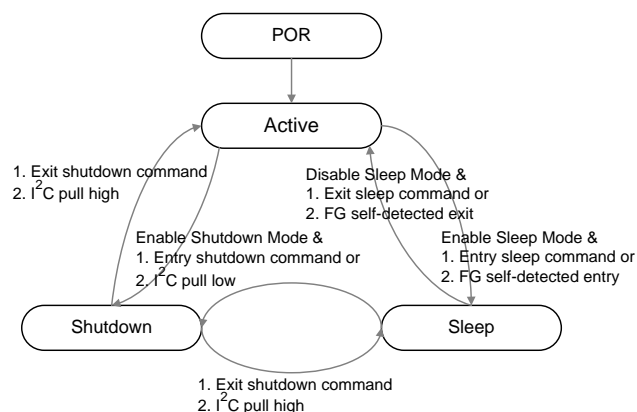 POR
Active
1. Exit shutdown command
2. I²C pull high
Disable Sleep Mode &
1. Exit sleep command or
2. FG self-detected exit
Enable Shutdown Mode &
1. Entry shutdown command or
2. I²C pull low
Enable Sleep Mode &
1. Entry sleep command or
2. FG self-detected entry
Shutdown
Sleep
1. Exit shutdown command
2. I²C pull high